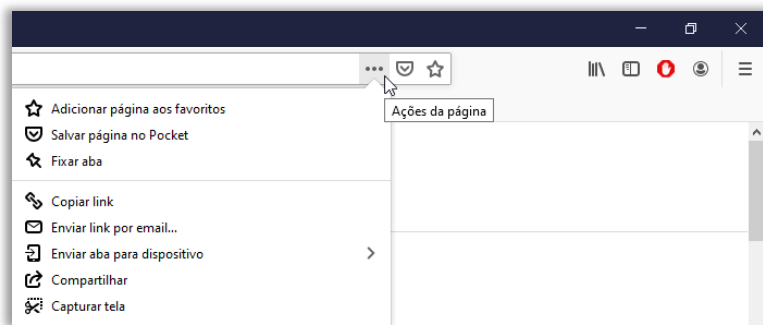 Ações da página
Adicionar página aos favoritos
Salvar página no Pocket
Fixar aba
Copiar link
Enviar link por email...
Enviar aba para dispositivo
Compartilhar
Capturar tela